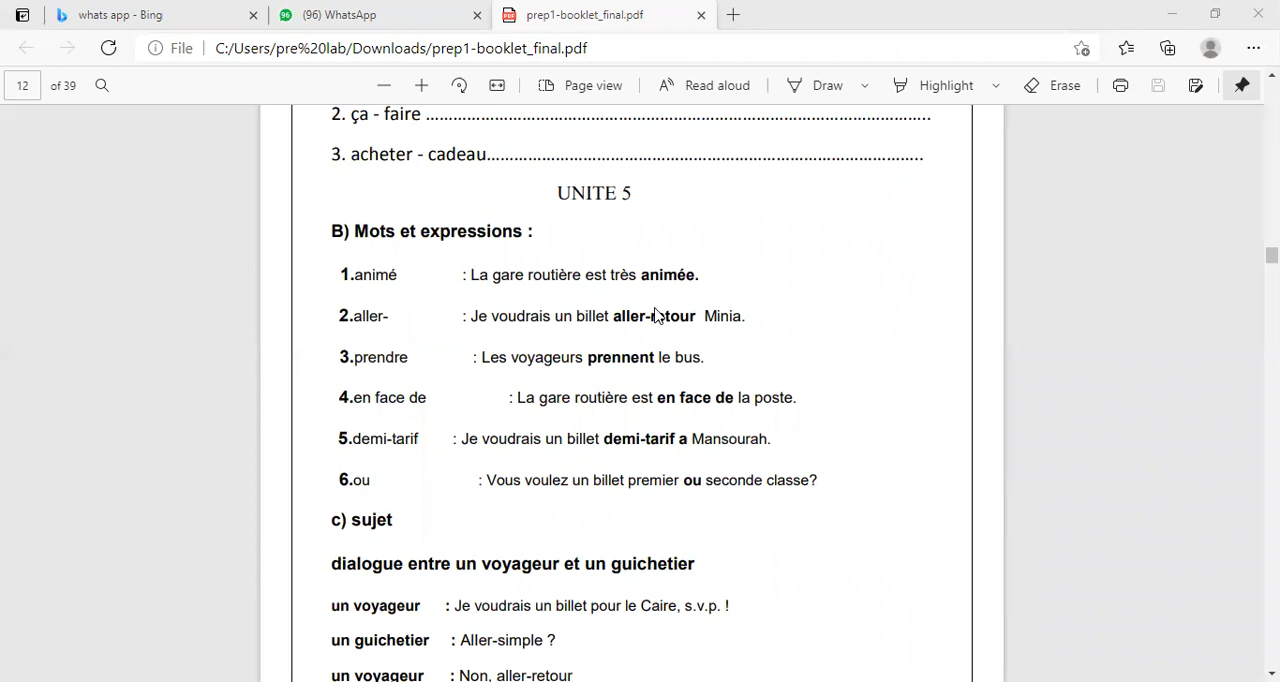 whats app - Bing
96 (96) WhatsApp
PDF prep1-booklet_final.pdf
File C:/Users/pre%20lab/Downloads/prep1-booklet_final.pdf
12 of 39 Page view Read aloud Draw Highlight Erase
2. ça - faire ........................................................................................................
3. acheter - cadeau...........................................................................................
UNITE 5
B) Mots et expressions :
1.animé : La gare routière est très animée.
2.aller- : Je voudrais un billet aller-retour Minia.
3.prendre : Les voyageurs prennent le bus.
4.en face de : La gare routière est en face de la poste.
5.demi-tarif : Je voudrais un billet demi-tarif a Mansourah.
6.ou : Vous voulez un billet premier ou seconde classe?
c) sujet
dialogue entre un voyageur et un guichetier
un voyageur : Je voudrais un billet pour le Caire, s.v.p. !
un guichetier : Aller-simple ?
un voyageur : Non, aller-retour